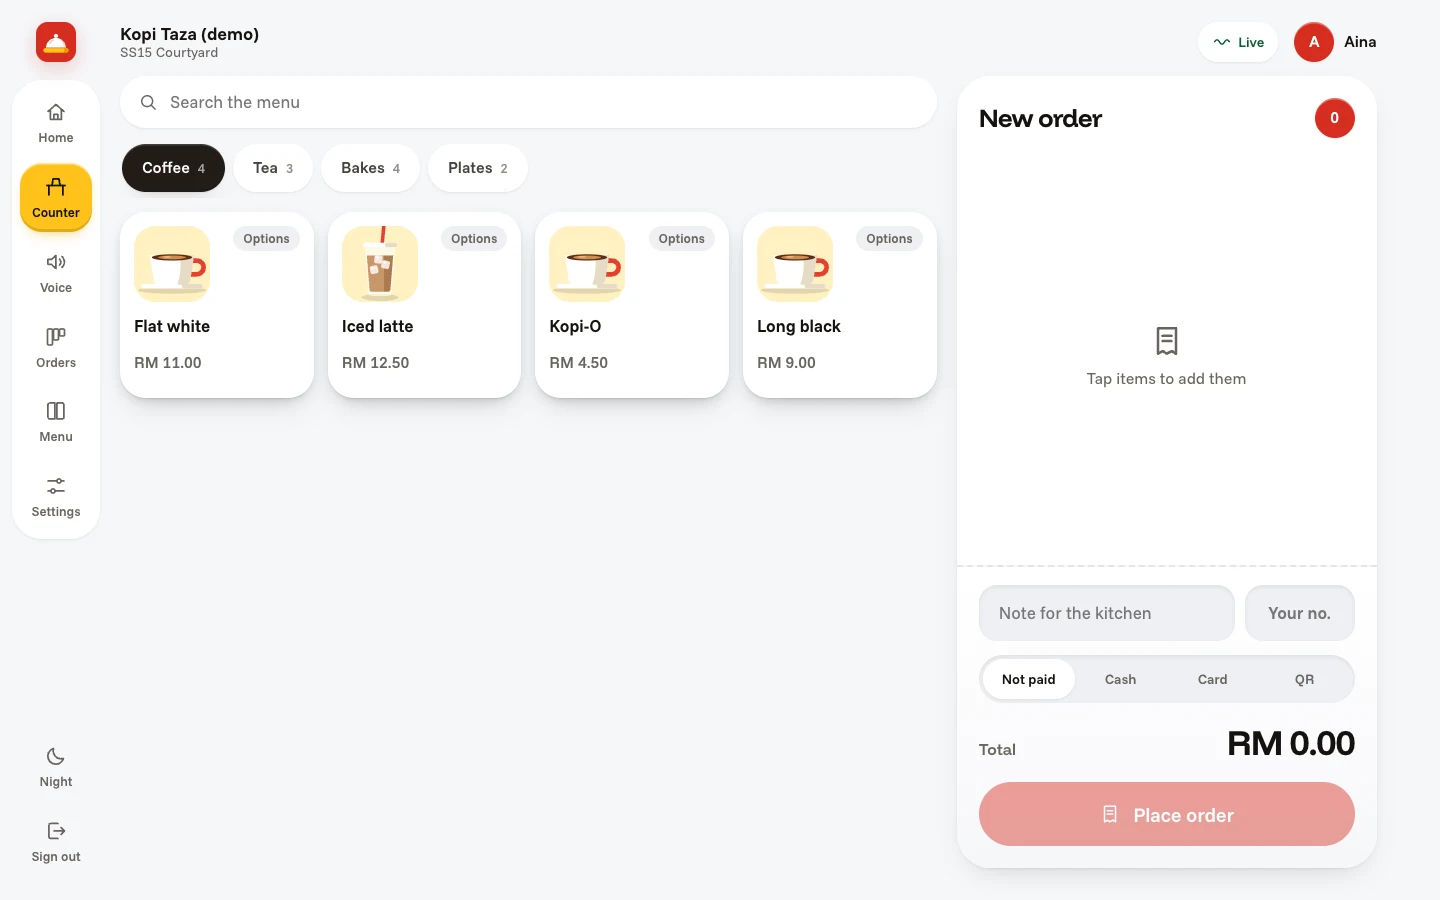 Kopi Taza (demo)
SS15 Courtyard
Live
A
Aina
Home
Counter
Voice
Orders
Menu
Settings
Night
Sign out
Search the menu
Coffee 4
Tea 3
Bakes 4
Plates 2
Options
Flat white
RM 11.00
Options
Iced latte
RM 12.50
Options
Kopi-O
RM 4.50
Options
Long black
RM 9.00
New order
0
Tap items to add them
Note for the kitchen
Your no.
Not paid
Cash
Card
QR
Total
RM 0.00
Place order